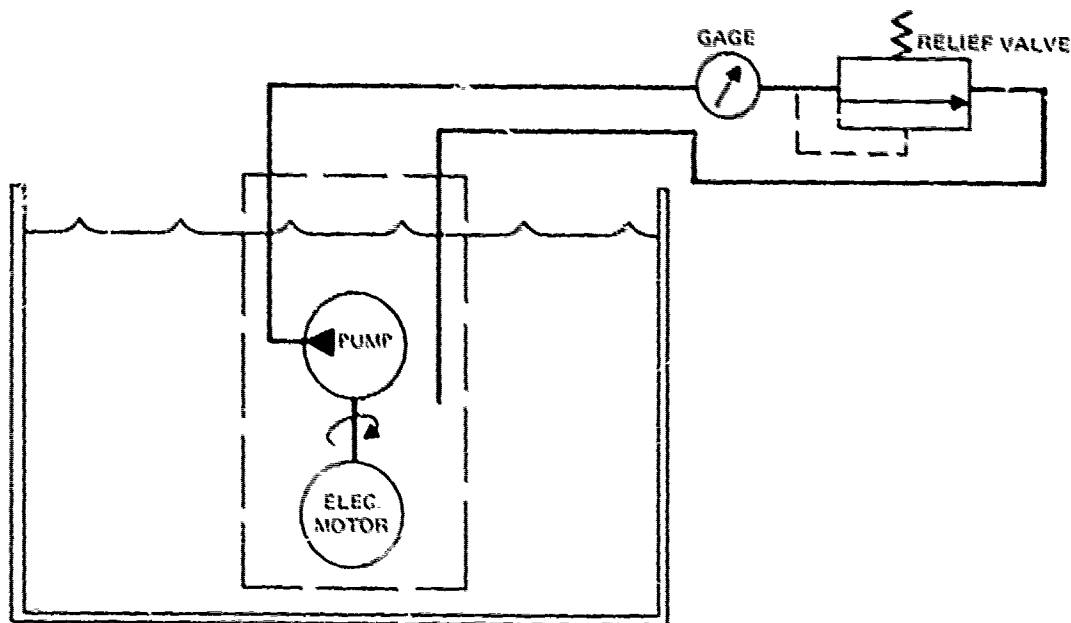 GAGE
RELIEF VALVE
PUMP
ELEC.
MOTOR